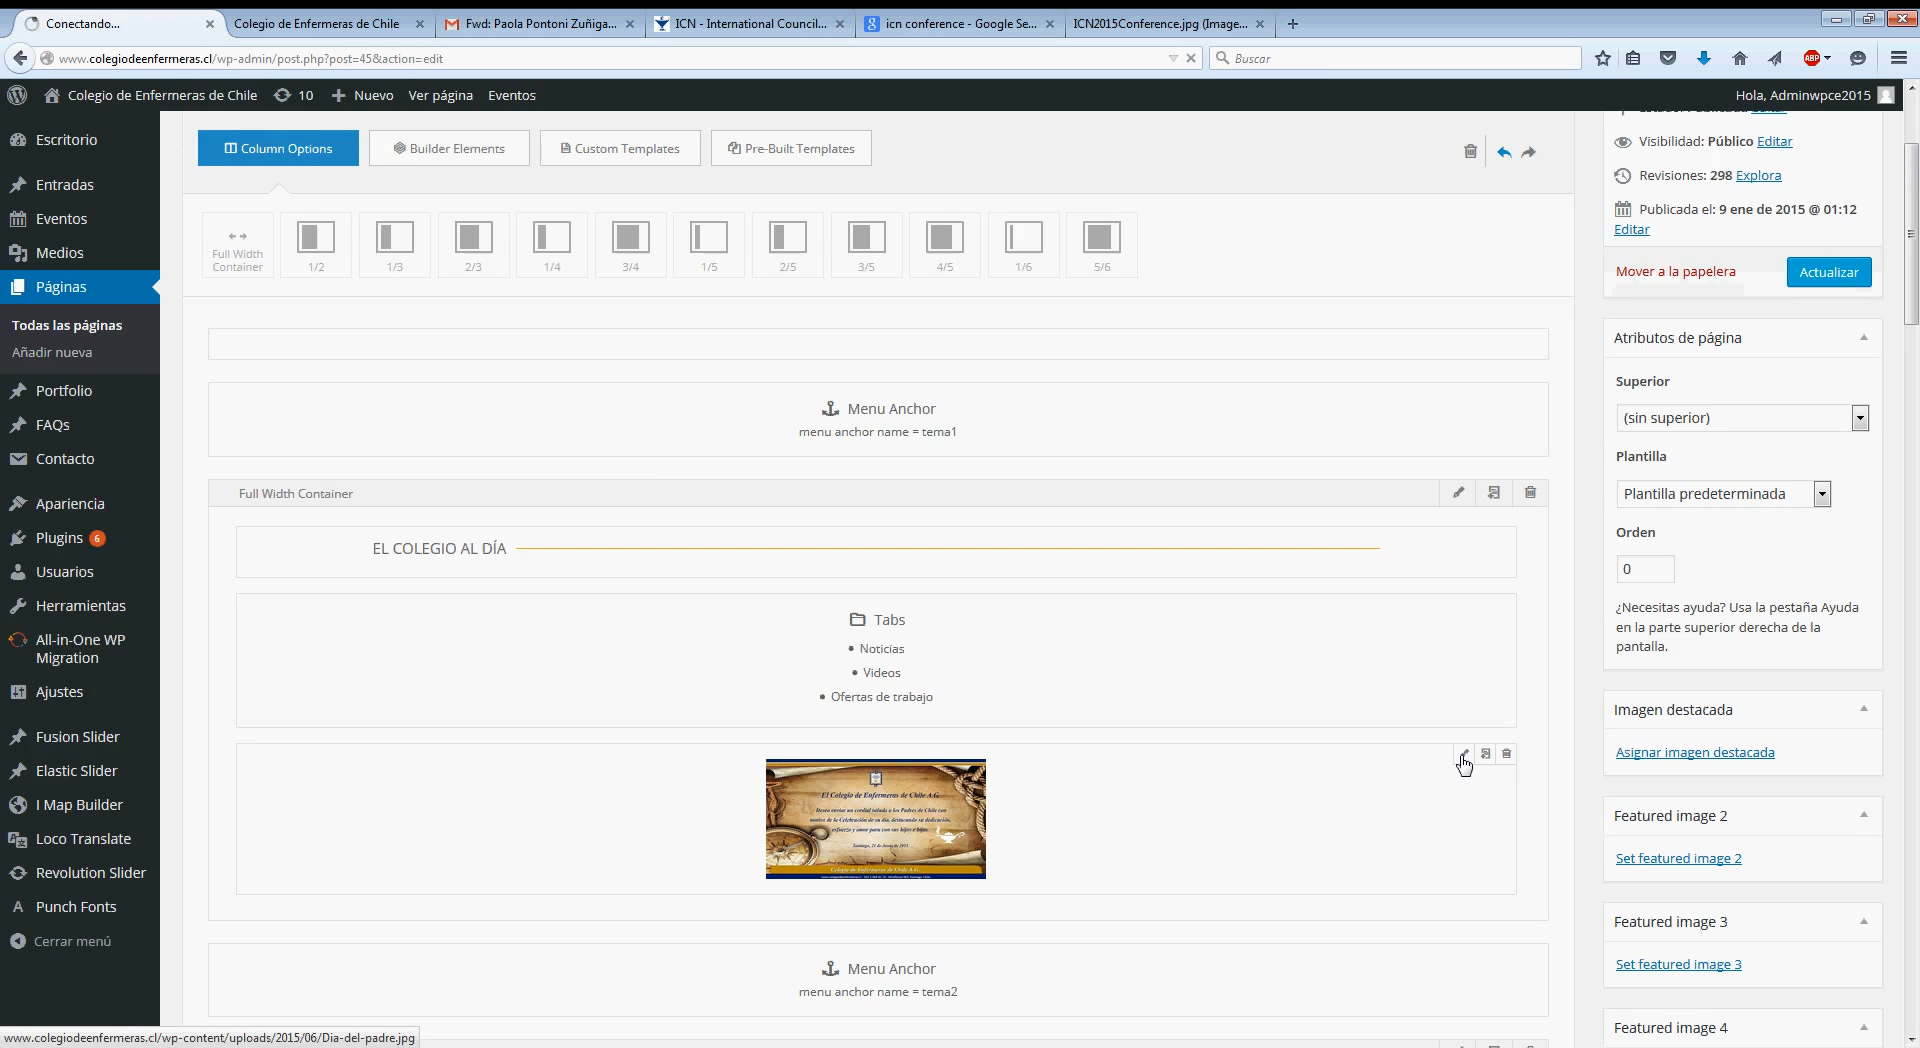 Conectando...
Colegio de Enfermeras de Chile
Fwd: Paola Pontoni Zuñiga...
ICN - International Council...
icn conference - Google Se...
ICN2015Conference.jpg (Image...
www.colegiodeenfermeras.cl/wp-admin/post.php?post=45&action=edit
Buscar
ABP
Colegio de Enfermeras de Chile
10
Nuevo
Ver página
Eventos
Hola, Adminwpce2015
Escritorio
Entradas
Eventos
Medios
Páginas
Todas las páginas
Añadir nueva
Portfolio
FAQs
Contacto
Apariencia
Plugins 6
Usuarios
Herramientas
All-in-One WP
Migration
Ajustes
Fusion Slider
Elastic Slider
I Map Builder
Loco Translate
Revolution Slider
Punch Fonts
Cerrar menú
Column Options
Builder Elements
Custom Templates
Pre-Built Templates
Full Width
Container
1/2
1/3
2/3
1/4
3/4
1/5
2/5
3/5
4/5
1/6
5/6
Menu Anchor
menu anchor name = tema1
Full Width Container
EL COLEGIO AL DÍA
Tabs
Noticias
Videos
Ofertas de trabajo
El Colegio de Enfermeras de Chile A.G.
Desea enviar un cordial saludo a los Padres de Chile con
motivo de la Celebración de su día, destacando su dedicación,
esfuerzo y amor para con sus hijos e hijas.
Santiago, 21 de Junio de 2015
Colegio de Enfermeras de Chile A.G.
Menu Anchor
menu anchor name = tema2
Visibilidad: Público Editar
Revisiones: 298 Explora
Publicada el: 9 ene de 2015 @ 01:12
Editar
Mover a la papelera
Actualizar
Atributos de página
Superior
(sin superior)
Plantilla
Plantilla predeterminada
Orden
0
¿Necesitas ayuda? Usa la pestaña Ayuda
en la parte superior derecha de la
pantalla.
Imagen destacada
Asignar imagen destacada
Featured image 2
Set featured image 2
Featured image 3
Set featured image 3
Featured image 4
www.colegiodeenfermeras.cl/wp-content/uploads/2015/06/Dia-del-padre.jpg